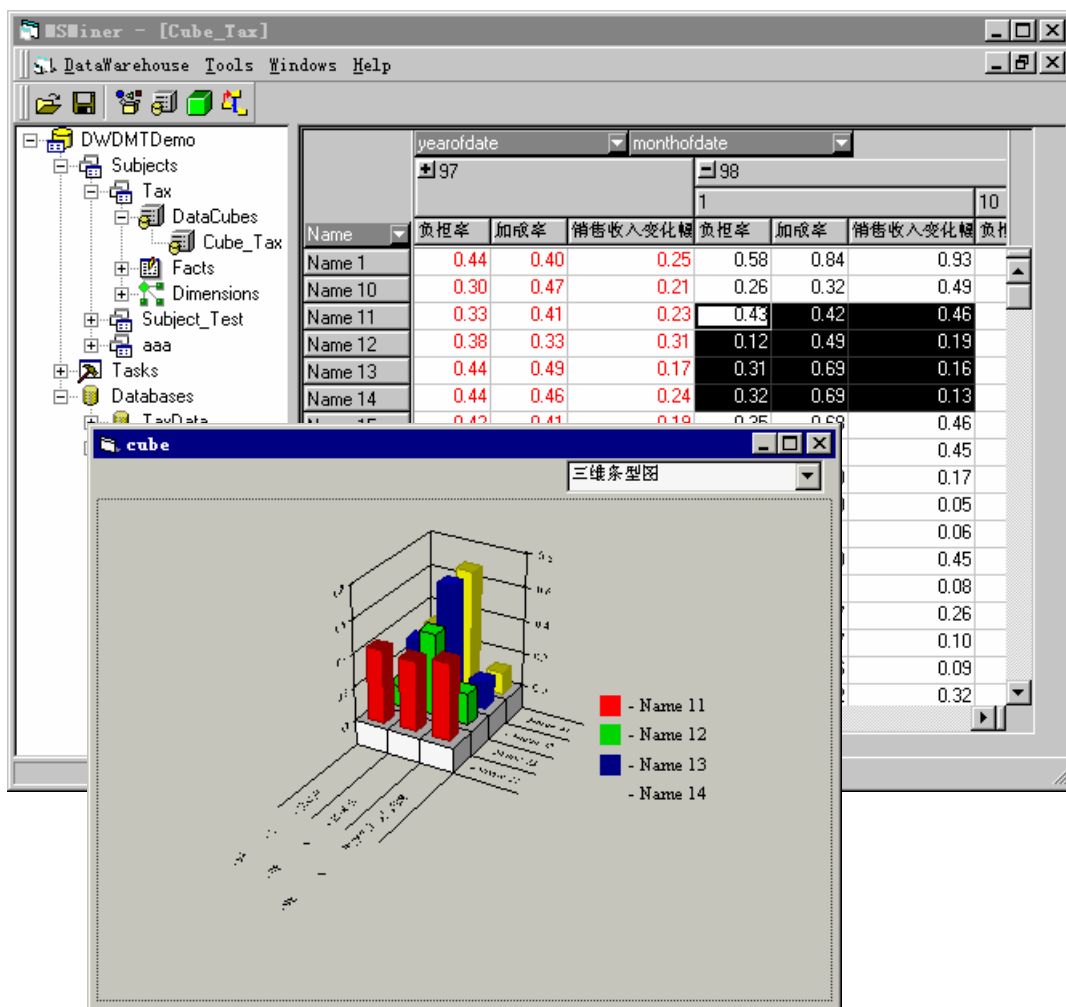 MSMiner - [Cube_Tax]
DataWarehouse Tools Windows Help
DWDMTDemo
Subjects
Tax
DataCubes
Cube_Tax
Facts
Dimensions
Subject_Test
aaa
Tasks
Databases
TaxData
yearofdate monthofdate
97 98
1 10
Name 负担率 加成率 销售收入变化幅 负担率 加成率 销售收入变化幅 负担
Name 1 0.44 0.40 0.25 0.58 0.84 0.93
Name 10 0.30 0.47 0.21 0.26 0.32 0.49
Name 11 0.33 0.41 0.23 0.43 0.42 0.46
Name 12 0.38 0.33 0.31 0.12 0.49 0.19
Name 13 0.44 0.49 0.17 0.31 0.69 0.16
Name 14 0.44 0.46 0.24 0.32 0.69 0.13
0.46
0.45
0.17
0.05
0.06
0.45
0.08
0.26
0.10
0.09
0.32
cube
三维条型图
- Name 11
- Name 12
- Name 13
- Name 14